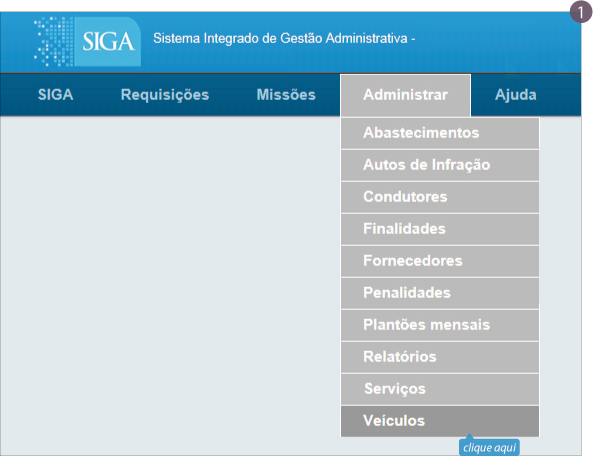 1
SIGA Sistema Integrado de Gestão Administrativa -
SIGA Requisições Missões Administrar Ajuda
Abastecimentos
Autos de Infração
Condutores
Finalidades
Fornecedores
Penalidades
Plantões mensais
Relatórios
Serviços
Veículos
clique aqui